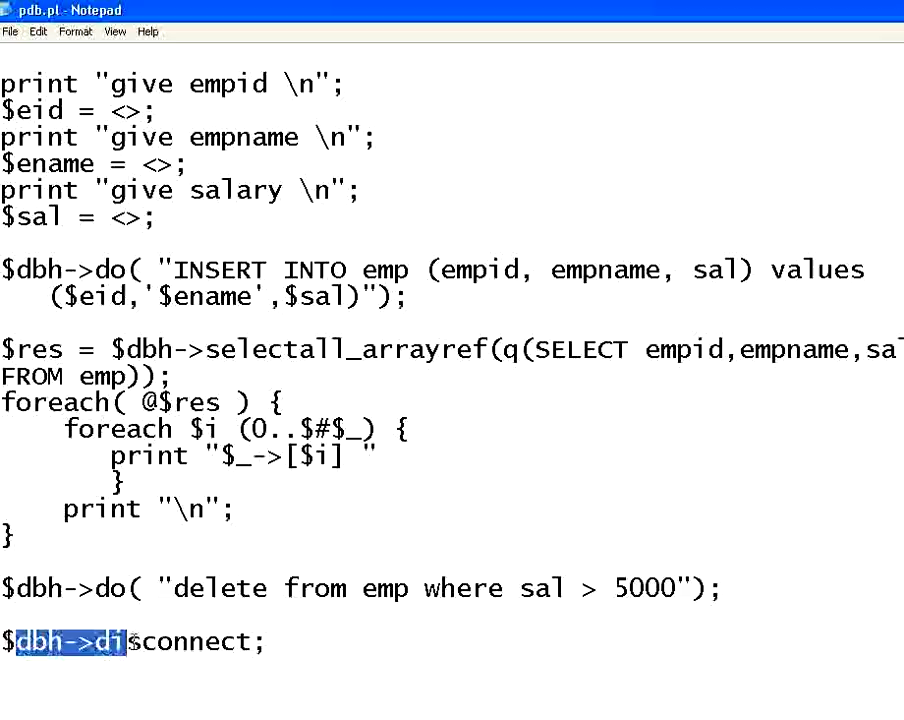 pdb.pl - Notepad
File Edit Format View Help
print "give empid \n";
$eid = <>;
print "give empname \n";
$ename = <>;
print "give salary \n";
$sal = <>;
$dbh->do( "INSERT INTO emp (empid, empname, sal) values
($eid,'$ename',$sal)");
$res = $dbh->selectall_arrayref(q(SELECT empid,empname,sal
FROM emp));
foreach( @$res ) {
foreach $i (0..$#$_) {
print "$_->[$i] "
}
print "\n";
}
$dbh->do( "delete from emp where sal > 5000");
$dbh->disconnect;